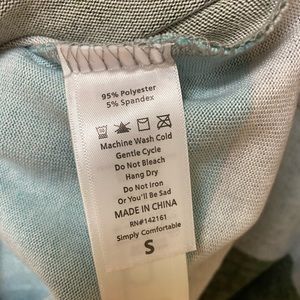 95% Polyester
5% Spandex
Machine Wash Cold
Gentle Cycle
Do Not Bleach
Hang Dry
Do Not Iron
Or You'll Be Sad
MADE IN CHINA
RN#142161
Simply Comfortable
S